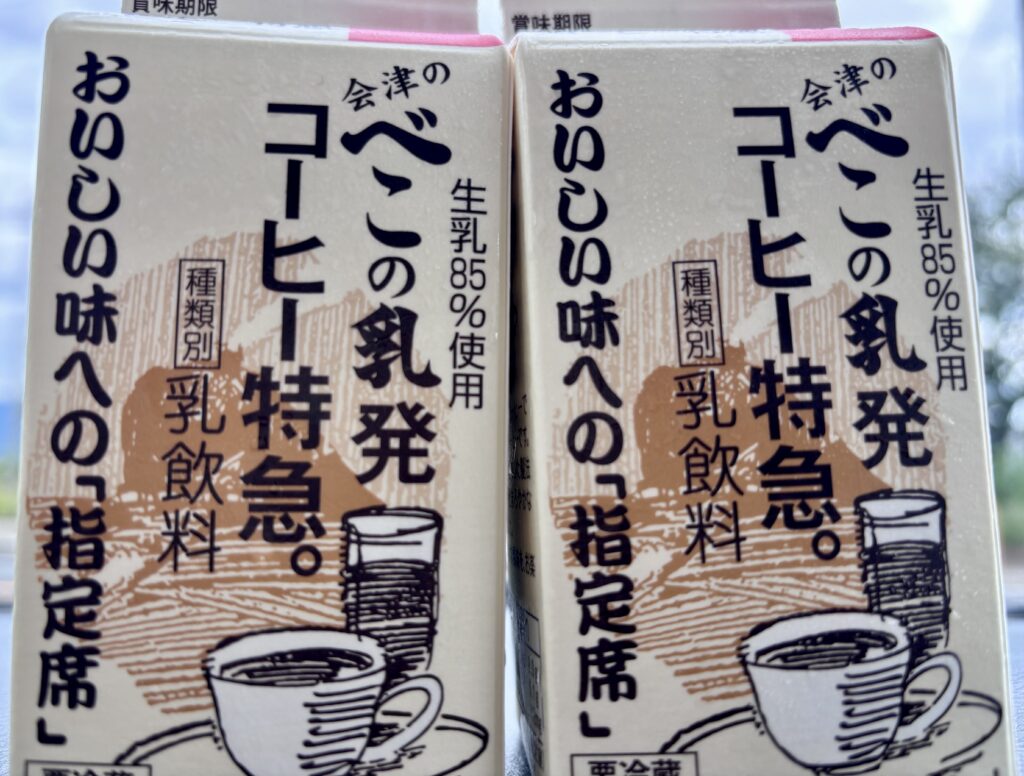 賞味期限
賞味期限
生乳85%使用
会津の
べこの乳発
コーヒー特急。
種類別
乳飲料
おいしい味への「指定席」
要冷蔵
生乳85%使用
会津の
べこの乳発
コーヒー特急。
種類別
乳飲料
おいしい味への「指定席」
要冷蔵